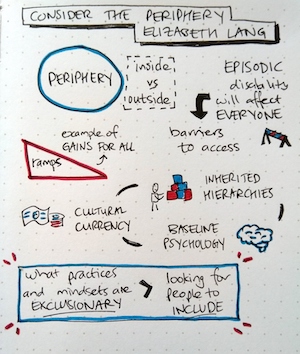 CONSIDER THE PERIPHERY
ELIZABETH LANG
PERIPHERY
inside
vs
outside
EPISODIC
disability
will affect
EVERYONE
example of
GAINS FOR ALL
ramps
barriers
to access
INHERITED
HIERARCHIES
CULTURAL
CURRENCY
BASELINE
PSYCHOLOGY
what practices
and mindsets are
EXCLUSIONARY
>
looking for
people to
INCLUDE